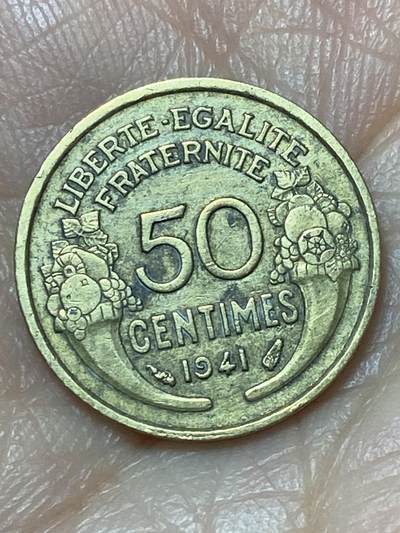 LIBERTE · EGALITE
FRATERNITE
50
CENTIMES
1941